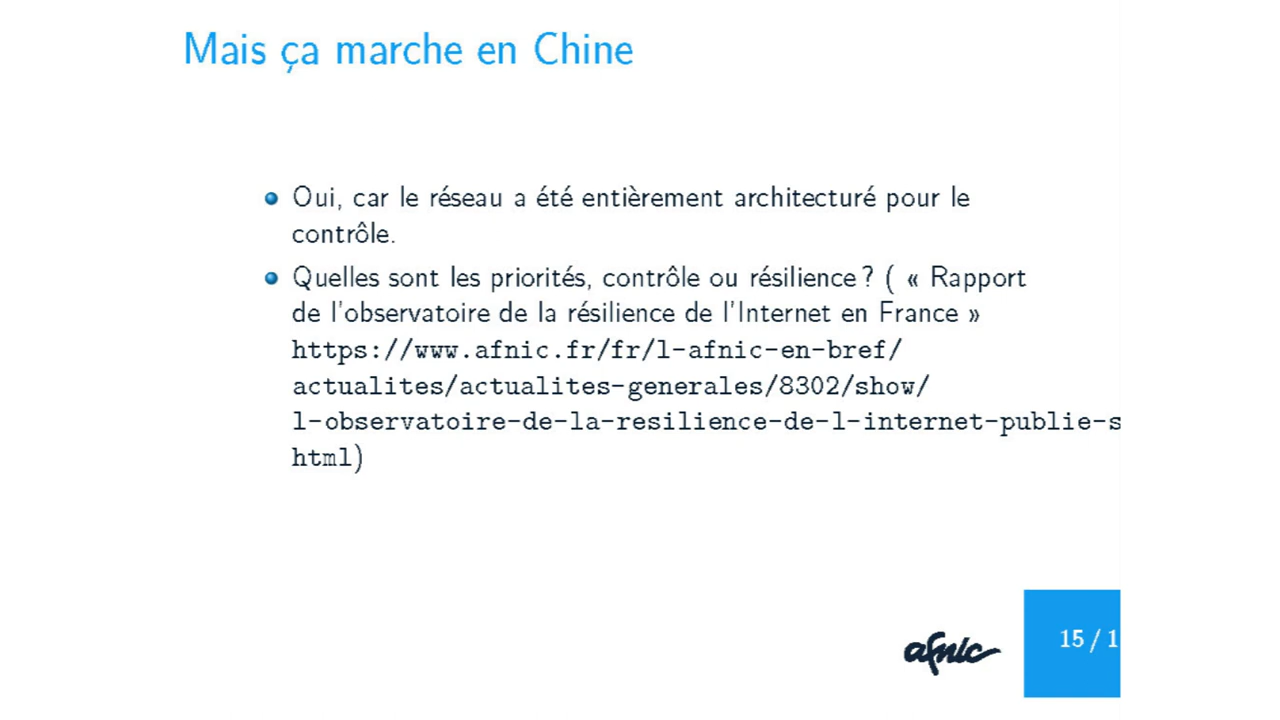 Mais ça marche en Chine
Oui, car le réseau a été entièrement architecturé pour le
contrôle.
Quelles sont les priorités, contrôle ou résilience ? ( « Rapport
de l'observatoire de la résilience de l'Internet en France »
https://www.afnic.fr/fr/l-afnic-en-bref/
actualites/actualites-generales/8302/show/
l-observatoire-de-la-resilience-de-l-internet-publie-s
html)
afnic
15 / 1